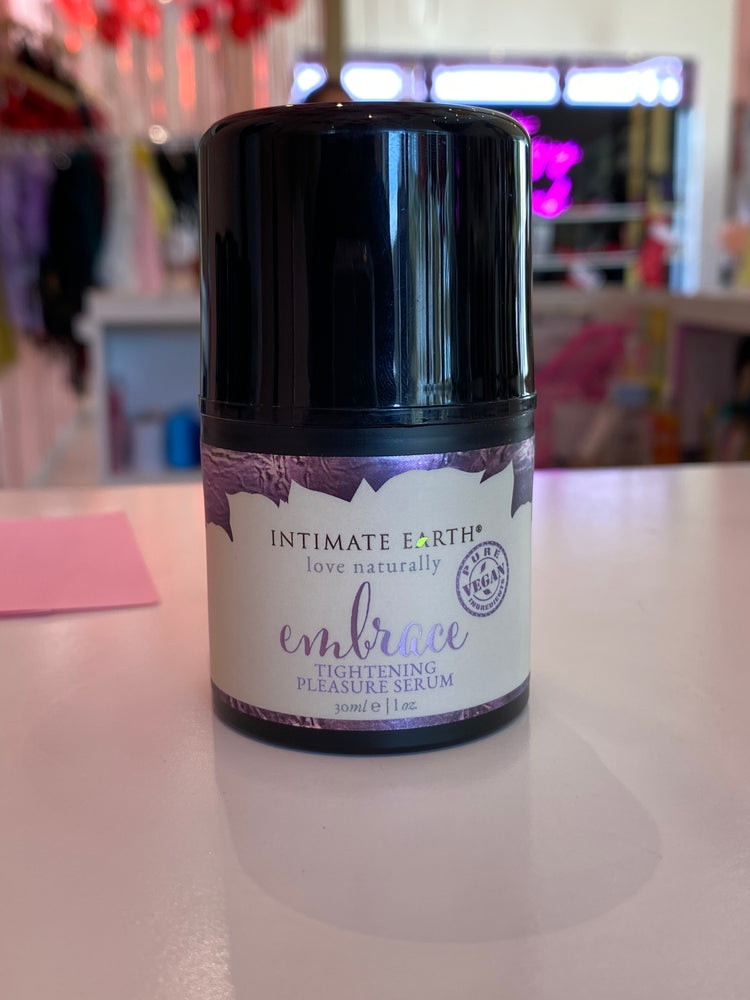 INTIMATE EARTH®
love naturally
PURE
VEGAN
INGREDIENTS
embrace
TIGHTENING
PLEASURE SERUM
30ml e | 1 oz